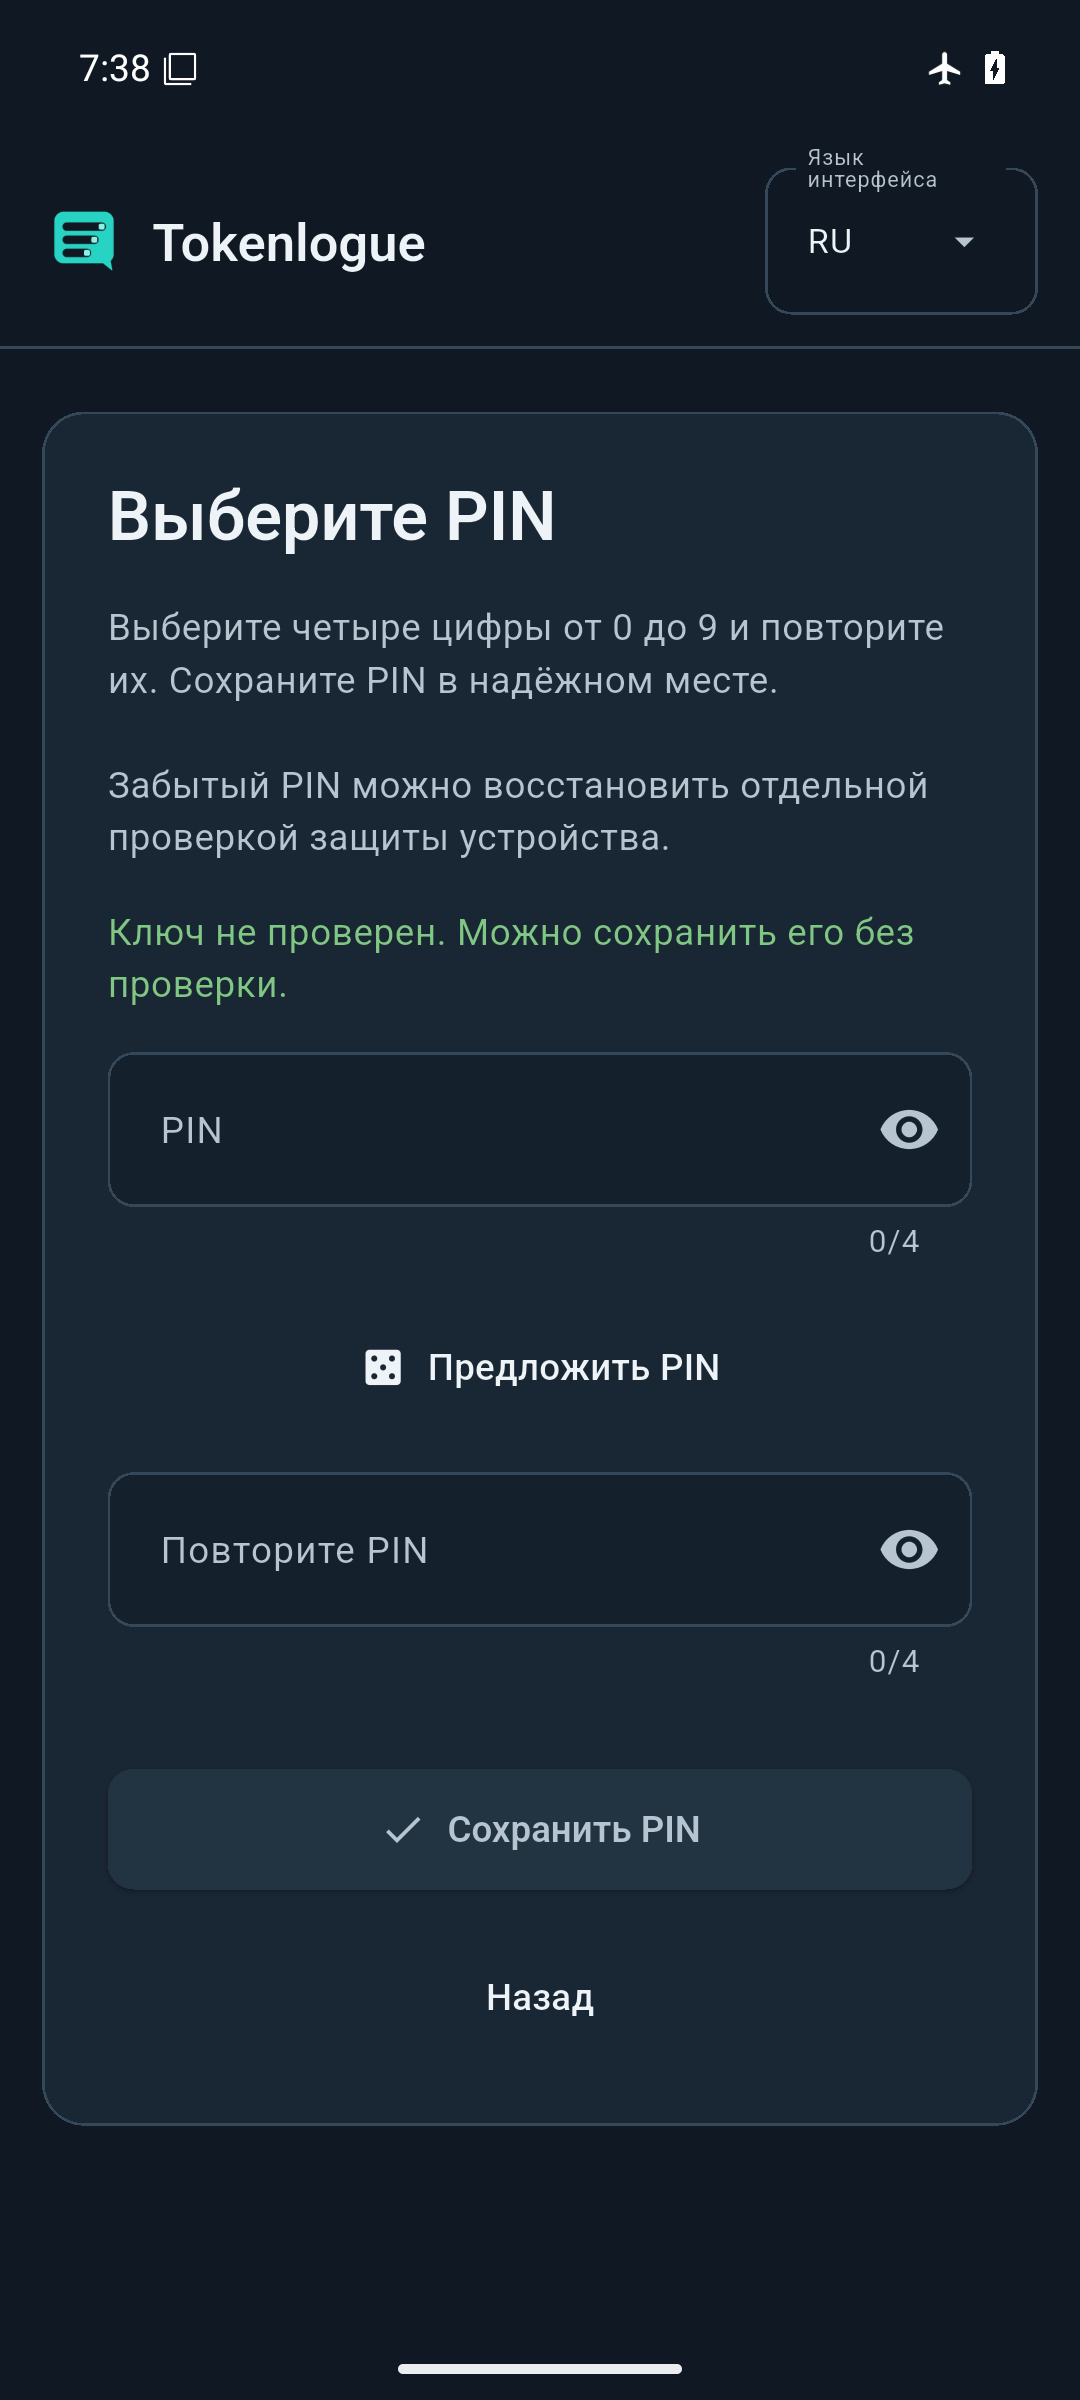 7:38
Язык
интерфейса
Tokenlogue
RU
Выберите PIN
Выберите четыре цифры от 0 до 9 и повторите
их. Сохраните PIN в надёжном месте.
Забытый PIN можно восстановить отдельной
проверкой защиты устройства.
Ключ не проверен. Можно сохранить его без
проверки.
PIN
0/4
Предложить PIN
Повторите PIN
0/4
Сохранить PIN
Назад